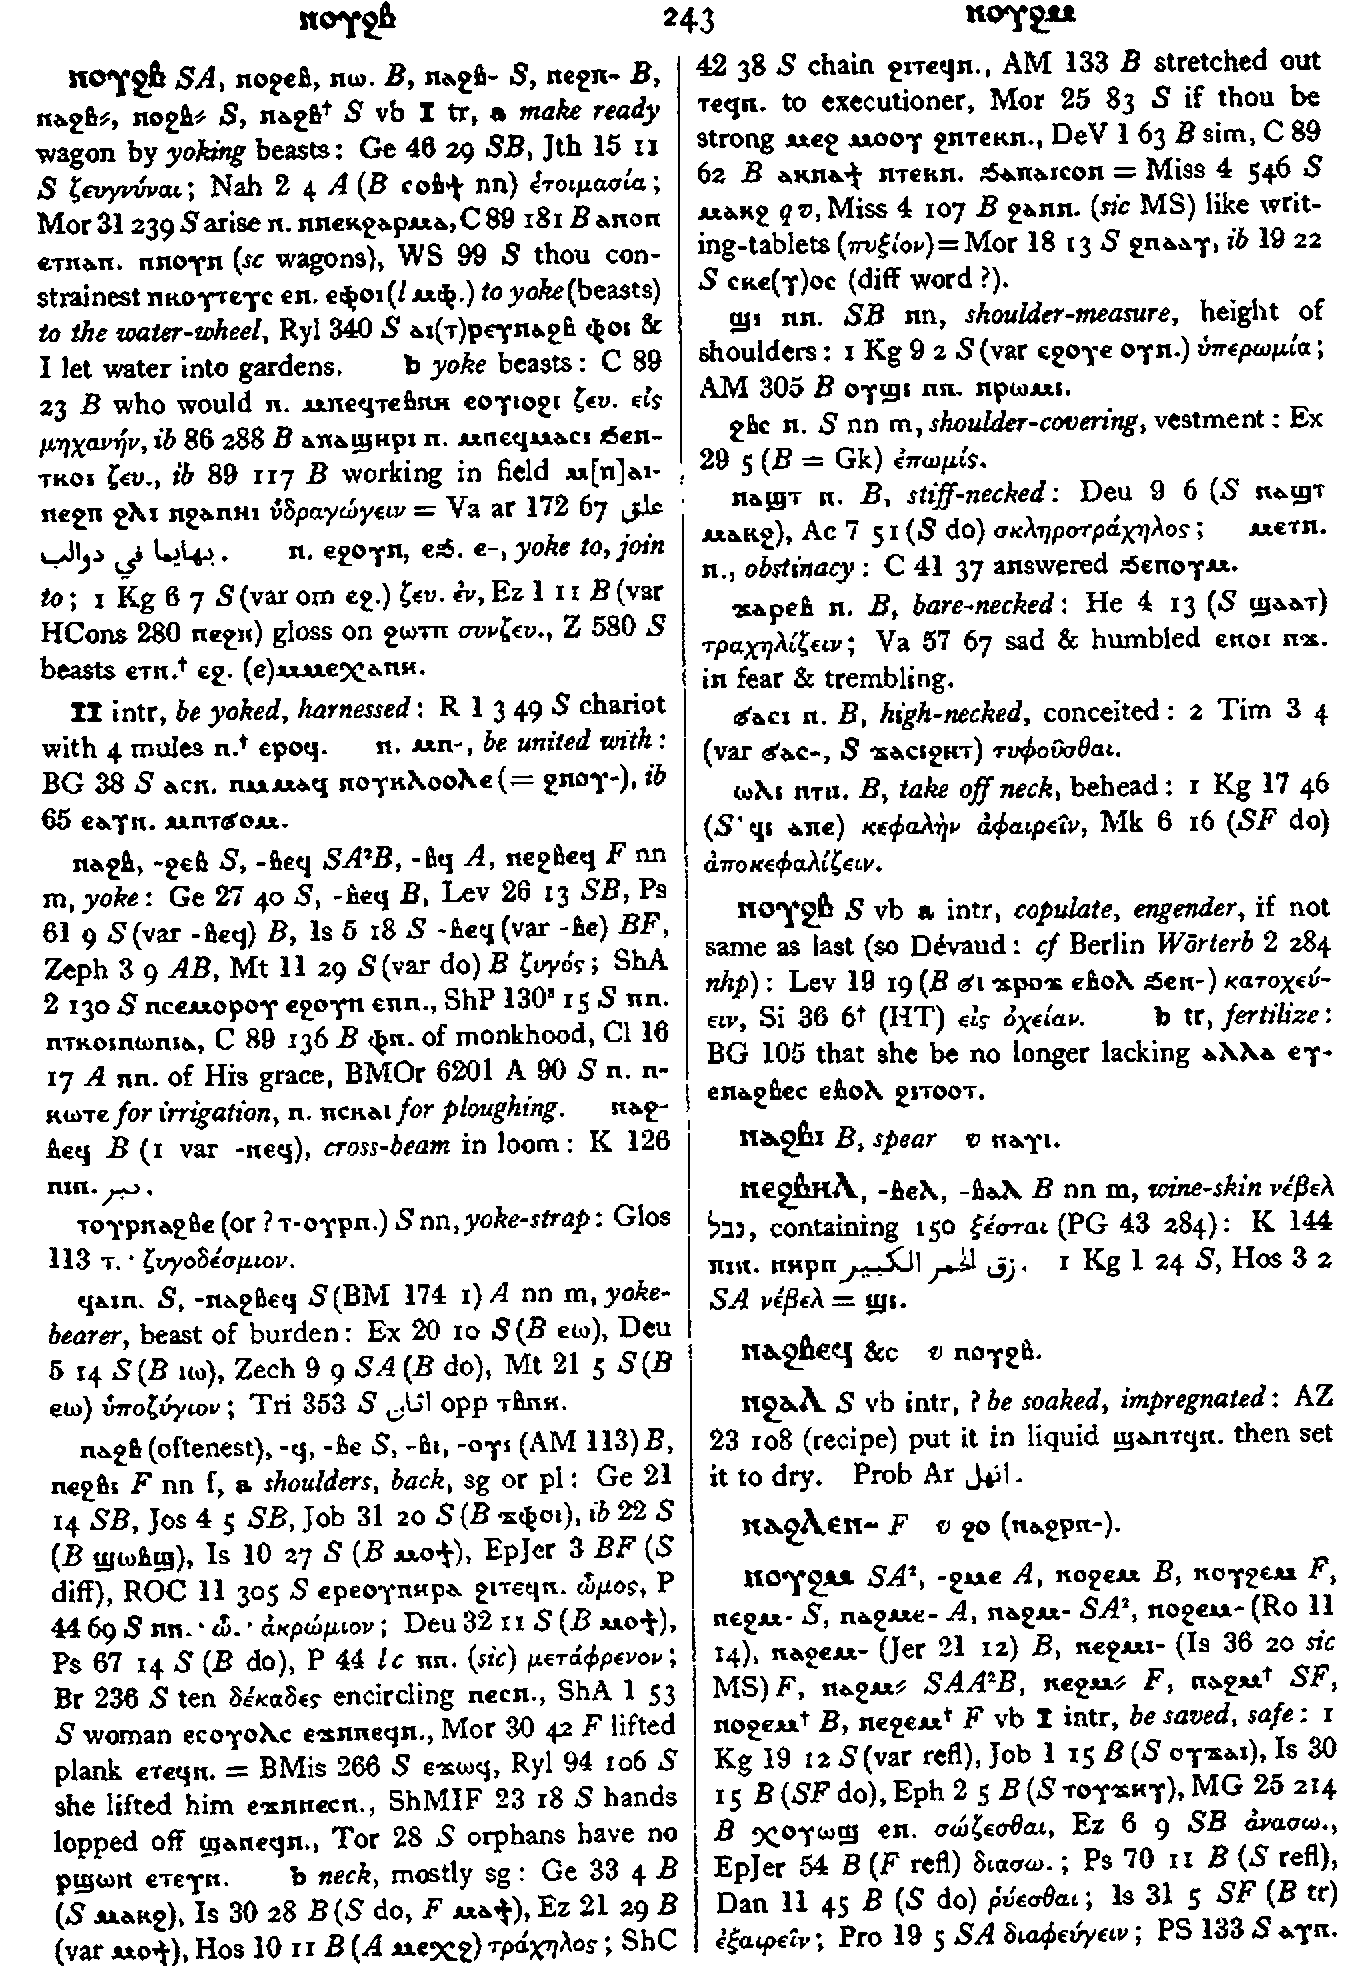 ⲛⲟⲩϩⲃ 243 ⲛⲟⲩϩⲙ
ⲛⲟⲩϩⲃ SA, ⲛⲟϩⲉⲃ, ⲛⲱ. B, ⲛⲁϩⲃ- S, ⲛⲉϩⲡ- B,
ⲛⲁϩⲃ⸗, ⲛⲟϩⲃ⸗ S, ⲛⲁϩⲃ† S vb I tr, a make ready
wagon by yoking beasts: Ge 46 29 SB, Jth 15 11
S ζευγνύναι; Nah 2 4 A (B ⲥⲟⲃϯ nn) ἑτοιμασία;
Mor 31 239 S arise ⲛ. ⲛⲡⲉⲕϩⲁⲣⲙⲁ, C 89 181 B ⲁⲛⲟⲛ
ⲉⲧⲛⲁⲛ. ⲛⲛⲟⲩⲛ (sc wagons), WS 99 S thou con-
strainest ⲛⲕⲟⲩⲧⲉⲩⲥ ⲉⲛ. ⲉⲫⲟⲓ (l ⲙⲫ.) to yoke (beasts)
to the water-wheel, Ryl 340 S ⲁⲓ(ⲧ)ⲣⲉⲩⲛⲁϩⲃ ⲫⲟⲓ &
I let water into gardens. b yoke beasts: C 89
23 B who would ⲛ. ⲙⲡⲉϥⲧⲉⲃⲛⲏ ⲉⲟⲩⲓⲟϩⲓ ζευ. εἰς
μηχανήν, ib 86 288 B ⲁⲡⲁϣⲏⲣⲓ ⲛ. ⲙⲡⲉϥⲙⲁⲥⲓ ϧⲉⲛ-
ⲧⲕⲟⲓ ζευ., ib 89 117 B working in field ⲙ[ⲡ]ⲁⲓ-
ⲛⲉϩⲡ ϩⲗⲓ ⲛϩⲁⲛⲏⲓ ὑδραγώγειν = Va ar 172 67 علق
بهايما في دوالب. ⲛ. ⲉϩⲟⲩⲛ, ⲉϧ. ⲉ-, yoke to, join
to; 1 Kg 6 7 S (var om ⲉϩ.) ζευ. ἐν, Ez 1 11 B (var
HCons 280 ⲛⲉϩⲡ) gloss on ϩⲱⲧⲡ συνζευ., Z 580 S
beasts ⲉⲧⲛ.† ⲉϩ. (ⲉ)ⲙⲙⲉⲭⲁⲛⲏ.
II intr, be yoked, harnessed: R 1 3 49 S chariot
with 4 mules ⲛ.† ⲉⲣⲟϥ. ⲛ. ⲙⲛ-, be united with:
BG 38 S ⲁⲥⲛ. ⲛⲙⲙⲁϥ ⲛⲟⲩⲕⲗⲟⲟⲗⲉ (= ϩⲛⲟⲩ-), ib
65 ⲉⲁⲩⲛ. ⲙⲛⲧϭⲟⲙ.
ⲛⲁϩⲃ, -ϩⲉⲃ S, -ⲃⲉϥ SA²B, -ⲃϥ A, ⲛⲉϩⲃⲉϥ F nn
m, yoke: Ge 27 40 S, -ⲃⲉϥ B, Lev 26 13 SB, Ps
61 9 S (var -ⲃⲉϥ) B, Is 5 18 S -ⲃⲉϥ (var -ⲃⲉ) BF,
Zeph 3 9 AB, Mt 11 29 S (var do) B ζυγός; ShA
2 130 S ⲛⲥⲉⲙⲟⲣⲟⲩ ⲉϩⲟⲩⲛ ⲉⲡⲛ., ShP 130² 15 S ⲡⲛ.
ⲛⲧⲕⲟⲓⲛⲱⲛⲓⲁ, C 89 136 B ⲫⲛ. of monkhood, Cl 16
17 A ⲡⲛ. of His grace, BMOr 6201 A 90 S ⲛ. ⲛ-
ⲕⲱⲧⲉ for irrigation, ⲛ. ⲛⲥⲕⲁⲓ for ploughing. ⲛⲁϩ-
ⲃⲉϥ B (1 var -ⲛⲉϥ), cross-beam in loom: K 126
ⲡⲓⲛ. نير.
ⲧⲟⲩⲣⲛⲁϩⲃⲉ (or ? ⲧ-ⲟⲩⲣⲛ.) S nn, yoke-strap: Glos
113 ⲧ. · ζυγοδέσμιον.
ϥⲁⲓⲛ. S, -ⲛⲁϩⲃⲉϥ S (BM 174 1) A nn m, yoke-
bearer, beast of burden: Ex 20 10 S (B ⲉⲱ), Deu
5 14 S (B ⲓⲱ), Zech 9 9 SA (B do), Mt 21 5 S (B
ⲉⲱ) ὑποζύγιον; Tri 353 S اتان opp ⲧⲃⲛⲏ.
ⲛⲁϩⲃ (oftenest), -ϥ, -ⲃⲉ S, -ⲃⲓ, -ⲟⲩⲓ (AM 113) B,
ⲛⲉϩⲃⲓ F nn f, a shoulders, back, sg or pl: Ge 21
14 SB, Jos 4 5 SB, Job 31 20 S (B ϫⲫⲟⲓ), ib 22 S
(B ϣⲱⲃϣ), Is 10 27 S (B ⲙⲟϯ), EpJer 3 BF (S
diff), ROC 11 305 S ⲉⲣⲉⲟⲩⲡⲏⲣⲁ ϩⲓⲧⲉϥⲛ. ὦμος, P
44 69 S ⲡⲛ. · ὦ. · ἀκρώμιον; Deu 32 11 S (B ⲙⲟϯ),
Ps 67 14 S (B do), P 44 lc ⲡⲛ. (sic) μετάφρενον;
Br 236 S ten δέκαδες encircling ⲛⲉⲥⲛ., ShA 1 53
S woman ⲉⲥⲟⲩⲟⲗⲥ ⲉϫⲛⲛⲉϥⲛ., Mor 30 42 F lifted
plank ⲉⲧⲉϥⲛ. = BMis 266 S ⲉϫⲱϥ, Ryl 94 106 S
she lifted him ⲉϫⲛⲛⲉⲥⲛ., ShMIF 23 18 S hands
lopped off ϣⲁⲛⲉϥⲛ., Tor 28 S orphans have no
ⲣϣⲱⲛ ⲉⲧⲉⲩⲛ. b neck, mostly sg: Ge 33 4 B
(S ⲙⲁⲕϩ), Is 30 28 B (S do, F ⲙⲁϯ), Ez 21 29 B
(var ⲙⲟϯ), Hos 10 11 B (A ⲙⲉⲭϩ) τράχηλος; ShC
42 38 S chain ϩⲓⲧⲉϥⲛ., AM 133 B stretched out
ⲧⲉϥⲛ. to executioner, Mor 25 83 S if thou be
strong ⲙⲉϩ ⲙⲟⲟⲩ ϩⲛⲧⲉⲕⲛ., DeV 1 63 B sim, C 89
62 B ⲁⲕⲛⲁϯ ⲛⲧⲉⲕⲛ. ϧⲁⲡⲁⲓⲥⲟⲛ = Miss 4 546 S
ⲙⲁⲕϩ q v, Miss 4 107 B ϩⲁⲛⲛ. (sic MS) like writ-
ing-tablets (πυξίον) = Mor 18 13 S ϩⲛⲁⲁⲩ, ib 19 22
S ⲥⲕⲉ(ⲩ)ⲟⲥ (diff word ?).
ϣⲓ ⲛⲛ. SB nn, shoulder-measure, height of
shoulders: 1 Kg 9 2 S (var ⲉϩⲟⲩⲉ ⲟⲩⲛ.) ὑπερωμία;
AM 305 B ⲟⲩϣⲓ ⲛⲛ. ⲛⲣⲱⲙⲓ.
ϩⲃⲥ ⲛ. S nn m, shoulder-covering, vestment: Ex
29 5 (B = Gk) ἐπωμίς.
ⲛⲁϣⲧ ⲛ. B, stiff-necked: Deu 9 6 (S ⲛⲁϣⲧ
ⲙⲁⲕϩ), Ac 7 51 (S do) σκληροτράχηλος; ⲙⲉⲧⲛ.
ⲛ., obstinacy: C 41 37 answered ϧⲉⲛⲟⲩⲙ.
ϫⲁⲣⲉⲃ ⲛ. B, bare-necked: He 4 13 (S ϣⲁⲁⲧ)
τραχηλίζειν; Va 57 67 sad & humbled ⲉⲛⲟⲓ ⲛϫ.
in fear & trembling.
ϭⲁⲥⲓ ⲛ. B, high-necked, conceited: 2 Tim 3 4
(var ϭⲁⲥ-, S ϫⲁⲥⲓϩⲏⲧ) τυφοῦσθαι.
ⲱⲗⲓ ⲛⲧⲛ. B, take off neck, behead: 1 Kg 17 46
(S ϥⲓ ⲁⲡⲉ) κεφαλὴν ἀφαιρεῖν, Mk 6 16 (SF do)
ἀποκεφαλίζειν.
ⲛⲟⲩϩⲃ S vb a intr, copulate, engender, if not
same as last (so Dévaud: cf Berlin Wörterb 2 284
nhp): Lev 19 19 (B ϭⲓ ϫⲣⲟϫ ⲉⲃⲟⲗ ϧⲉⲛ-) κατοχεύ-
ειν, Si 36 6† (HT) εἰς ὀχείαν. b tr, fertilize:
BG 105 that she be no longer lacking ⲁⲗⲗⲁ ⲉⲩ-
ⲉⲛⲁϩⲃⲉⲥ ⲉⲃⲟⲗ ϩⲓⲧⲟⲟⲧ.
ⲛⲁϩⲃⲓ B, spear v ⲛⲁⲩⲓ.
ⲛⲉϩⲃⲏⲗ, -ⲃⲉⲗ, -ⲃⲁⲗ B nn m, wine-skin νέβελ
נבל, containing 150 ξέσται (PG 43 284): K 144
ⲡⲓⲛ. ⲛⲏⲣⲡ زق الخمر الكبير. 1 Kg 1 24 S, Hos 3 2
SA νέβελ = ϣⲓ.
ⲛⲁϩⲃⲉϥ &c v ⲛⲟⲩϩⲃ.
ⲛϩⲁⲗ S vb intr, ? be soaked, impregnated: AZ
23 108 (recipe) put it in liquid ϣⲁⲛⲧϥⲛ. then set
it to dry. Prob Ar انهل.
ⲛⲁϩⲗⲉⲛ- F v ϩⲟ (ⲛⲁϩⲣⲛ-).
ⲛⲟⲩϩⲙ SA², -ϩⲙⲉ A, ⲛⲟϩⲉⲙ B, ⲛⲟⲩϩⲉⲙ F,
ⲛⲉϩⲙ- S, ⲛⲁϩⲙⲉ- A, ⲛⲁϩⲙ- SA², ⲛⲟϩⲉⲙ- (Ro 11
14), ⲛⲁϩⲉⲙ- (Jer 21 12) B, ⲛⲉϩⲙⲓ- (Is 36 20 sic
MS) F, ⲛⲁϩⲙ⸗ SAA²B, ⲛⲉϩⲙ⸗ F, ⲛⲁϩⲙ† SF,
ⲛⲟϩⲉⲙ† B, ⲛⲉϩⲉⲙ† F vb I intr, be saved, safe: 1
Kg 19 12 S (var refl), Job 1 15 B (S ⲟⲩϫⲁⲓ), Is 30
15 B (SF do), Eph 2 5 B (S ⲧⲟⲩϫⲏⲩ), MG 25 214
B ⲭⲟⲩⲱϣ ⲉⲛ. σώζεσθαι, Ez 6 9 SB ἀνασω.,
EpJer 54 B (F refl) διασω.; Ps 70 11 B (S refl),
Dan 11 45 B (S do) ῥύεσθαι; Is 31 5 SF (B tr)
ἐξαιρεῖν; Pro 19 5 SA διαφεύγειν; PS 133 S ⲁⲩⲛ.